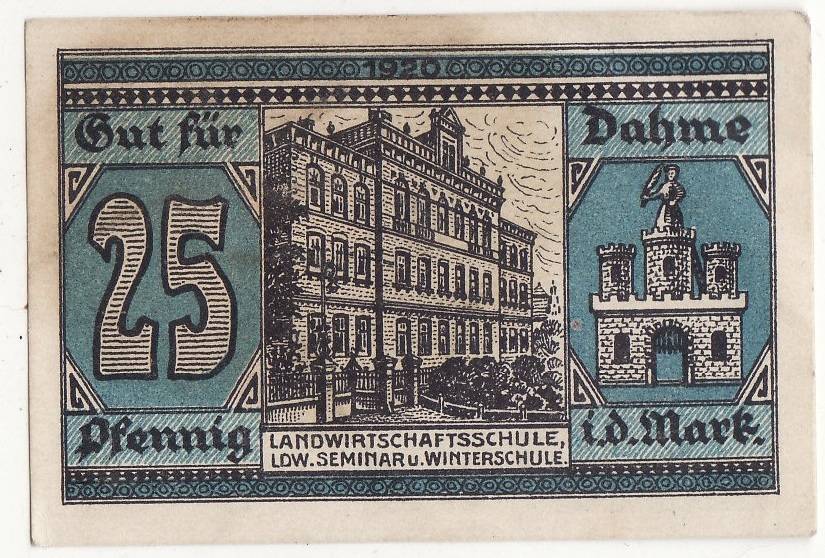 1920
Gut für
25
Pfennig
LANDWIRTSCHAFTSSCHULE,
LDW. SEMINAR u. WINTERSCHULE.
Dahme
i.d. Mark.